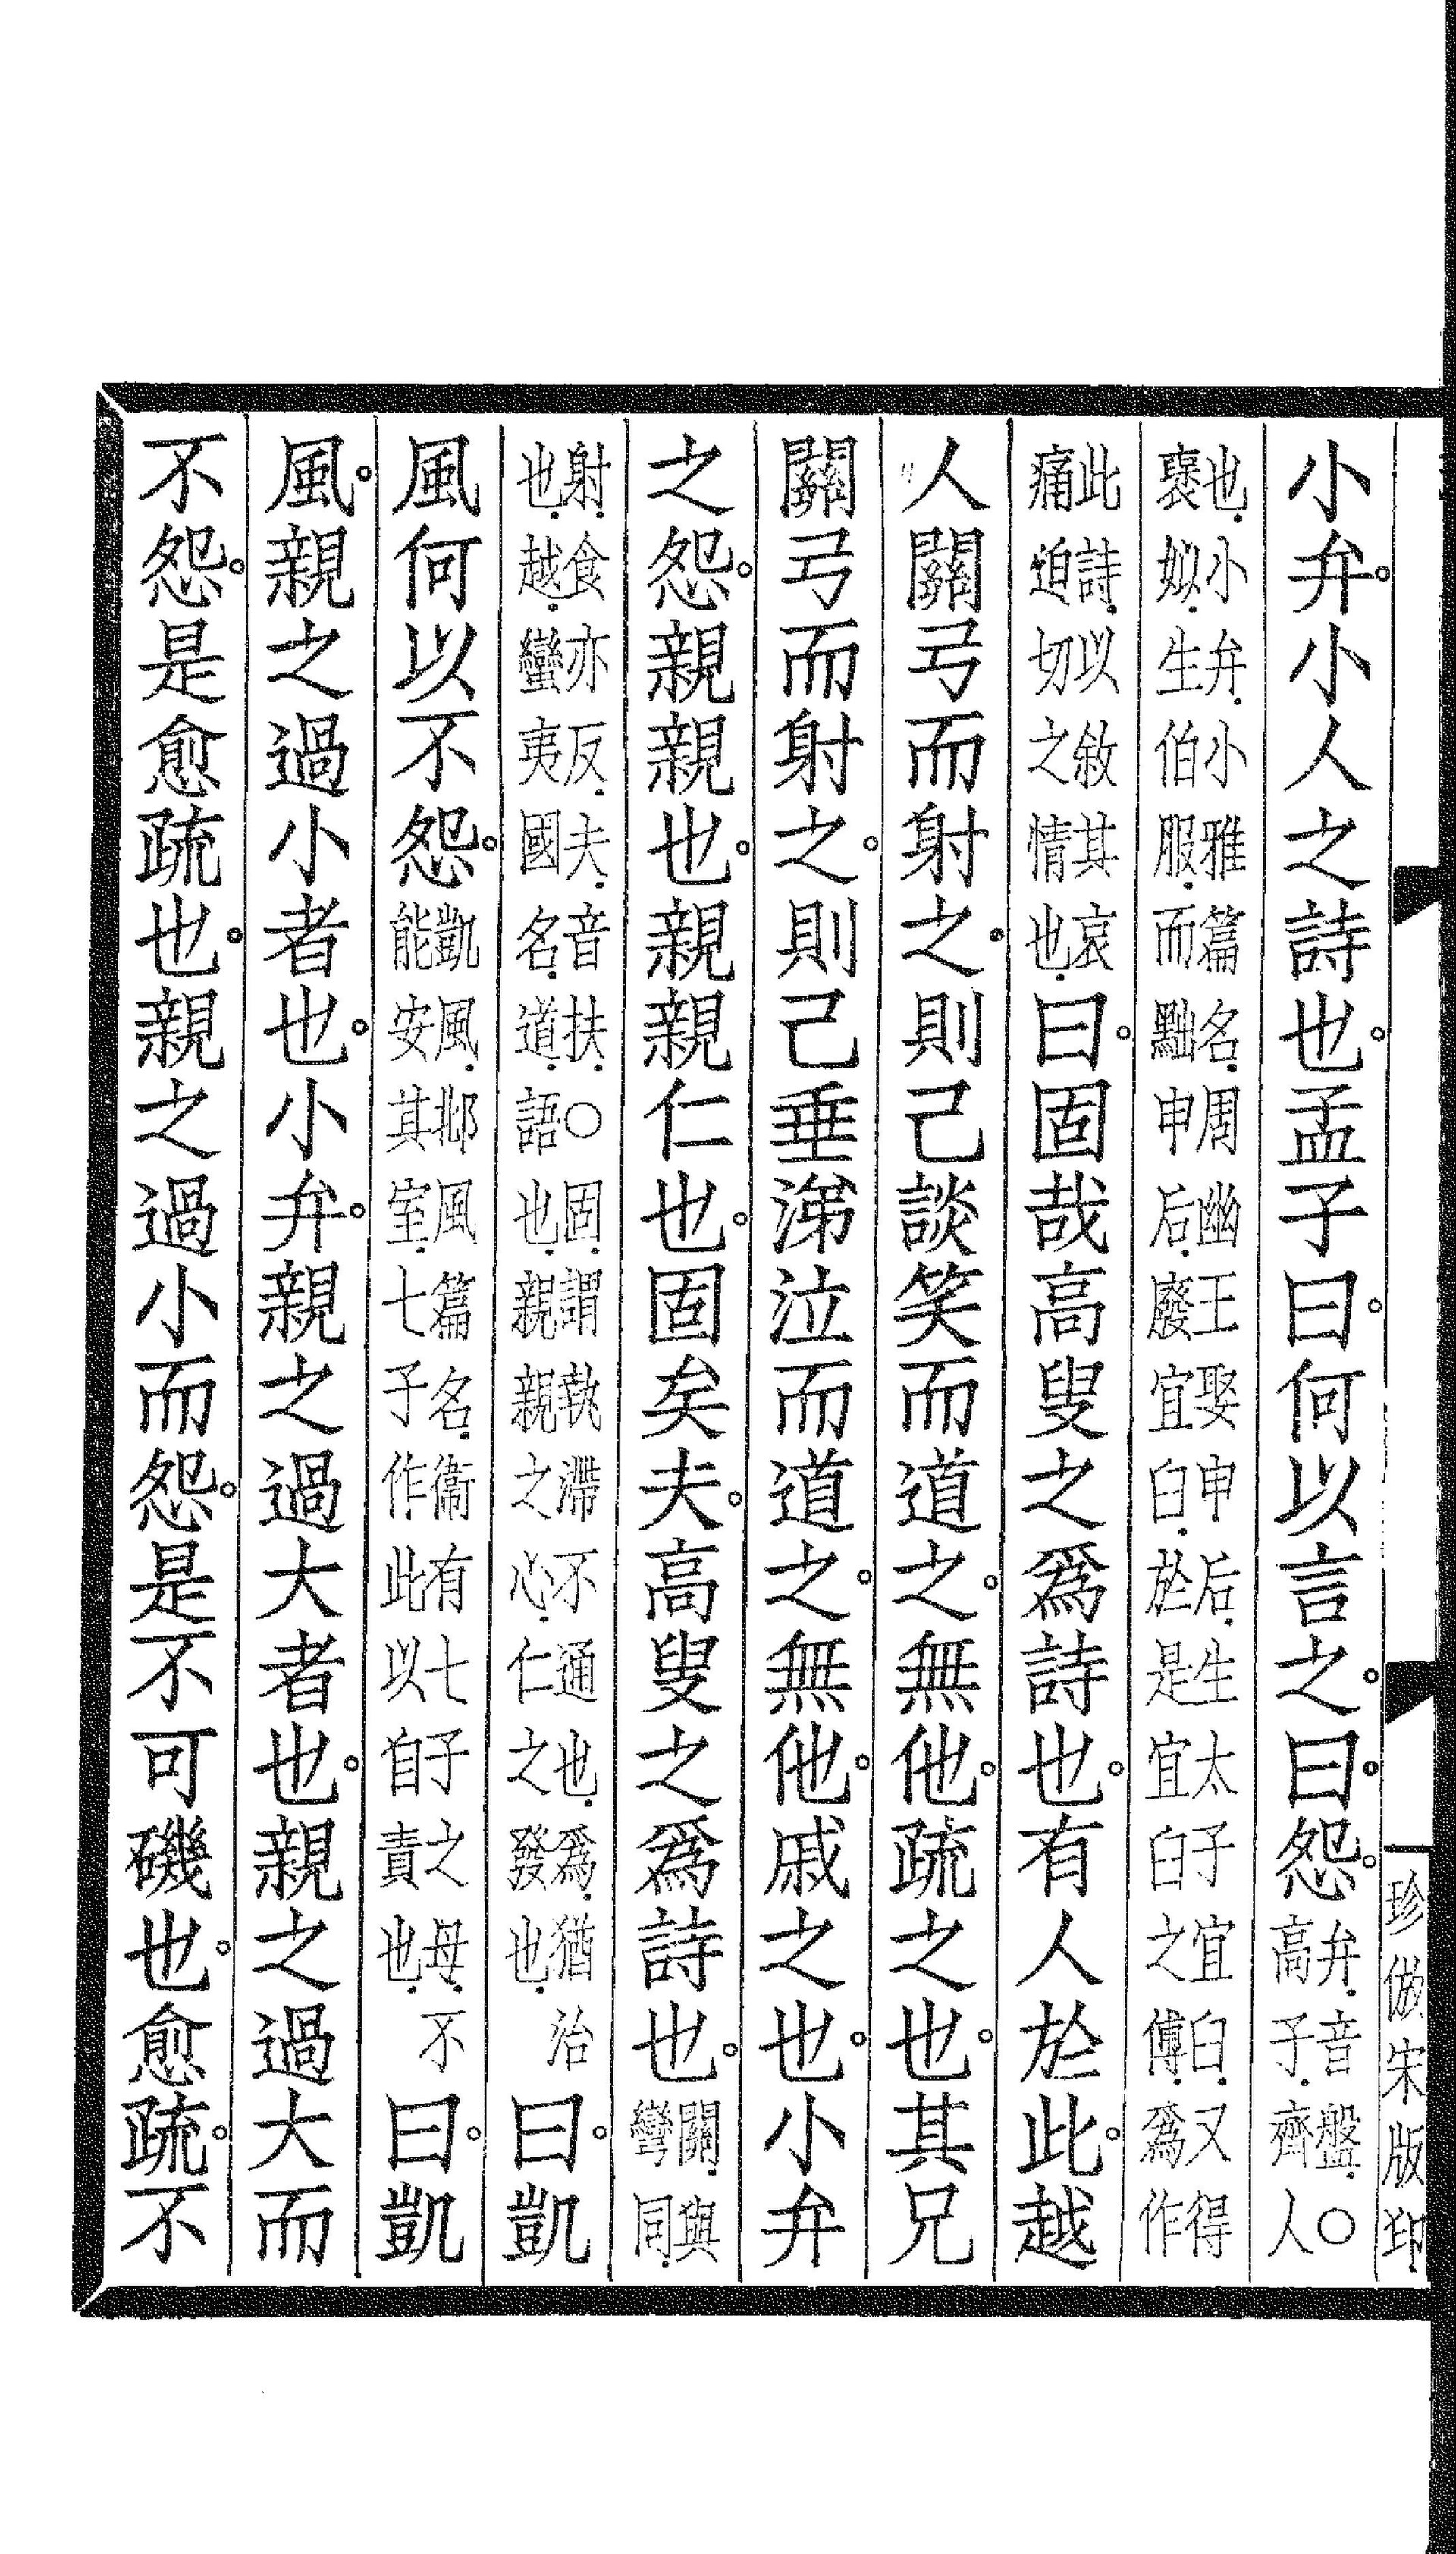 珍倣宋版印
小弁。小人之詩也。孟子曰。何以言之。曰。怨。弁.音盤.○高子.齊人
也.小弁.小雅篇名.周幽王娶申后.生太子宜臼.又得
褒姒.生伯服.而黜申后.廢宜臼.於是宜臼之傅.爲作
此詩.以敘其哀痛迫切之情也.曰。固哉高叟之爲詩也。有人於此。越
人關弓而射之。則己談笑而道之。無他。疏之也。其兄
關弓而射之。則己垂涕泣而道之。無他。戚之也。小弁
之怨。親親也。親親仁也。固矣夫。高叟之爲詩也。關.與彎同.
射.食亦反.夫.音扶.○固.謂執滯不通也.爲.猶治
也.越.蠻夷國名.道.語也.親親之心.仁之發也.曰。凱
風何以不怨。凱風.邶風篇名.衞有七子之母.不能安其室.七子作此以自責也.曰。凱
風。親之過小者也。小弁。親之過大者也。親之過大而
不怨。是愈疏也。親之過小而怨。是不可磯也。愈疏。不